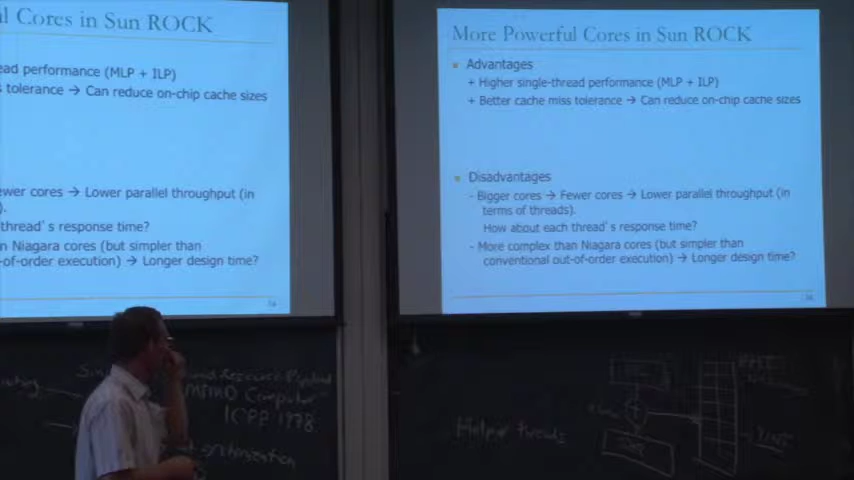 l Cores in Sun ROCK
ead performance (MLP + ILP)
tolerance → Can reduce on-chip cache sizes
ewer cores → Lower parallel throughput (in
).
thread's response time?
n Niagara cores (but simpler than
-of-order execution) → Longer design time?
More Powerful Cores in Sun ROCK
Advantages
+ Higher single-thread performance (MLP + ILP)
+ Better cache miss tolerance → Can reduce on-chip cache sizes
Disadvantages
- Bigger cores → Fewer cores → Lower parallel throughput (in
terms of threads).
How about each thread's response time?
- More complex than Niagara cores (but simpler than
conventional out-of-order execution) → Longer design time?
MIMD Computer
ICPP 1978
Helper threads